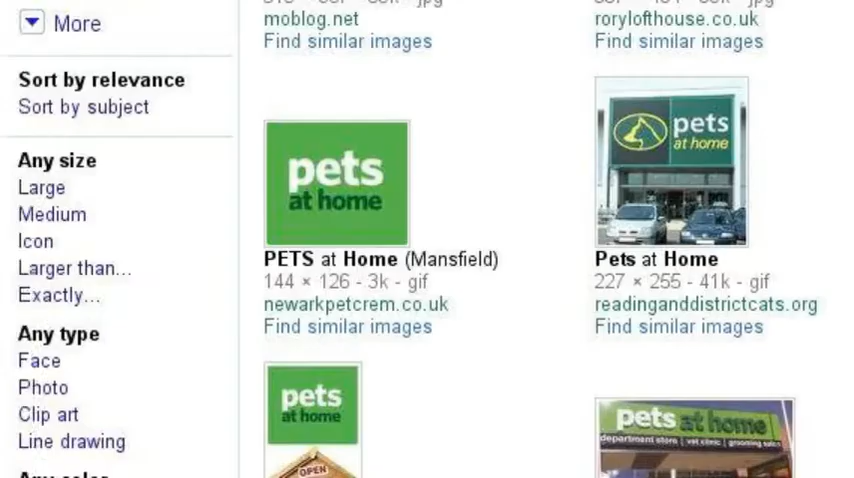 More
Sort by relevance
Sort by subject
Any size
Large
Medium
Icon
Larger than...
Exactly...
Any type
Face
Photo
Clip art
Line drawing
moblog.net
Find similar images
pets
at home
PETS at Home (Mansfield)
144 × 126 - 3k - gif
newarkpetcrem.co.uk
Find similar images
pets
at home
OPEN
rorylofthouse.co.uk
Find similar images
pets
at home
Pets at Home
227 × 255 - 41k - gif
readinganddistrictcats.org
Find similar images
pets at home
department store | vet clinic | grooming salon